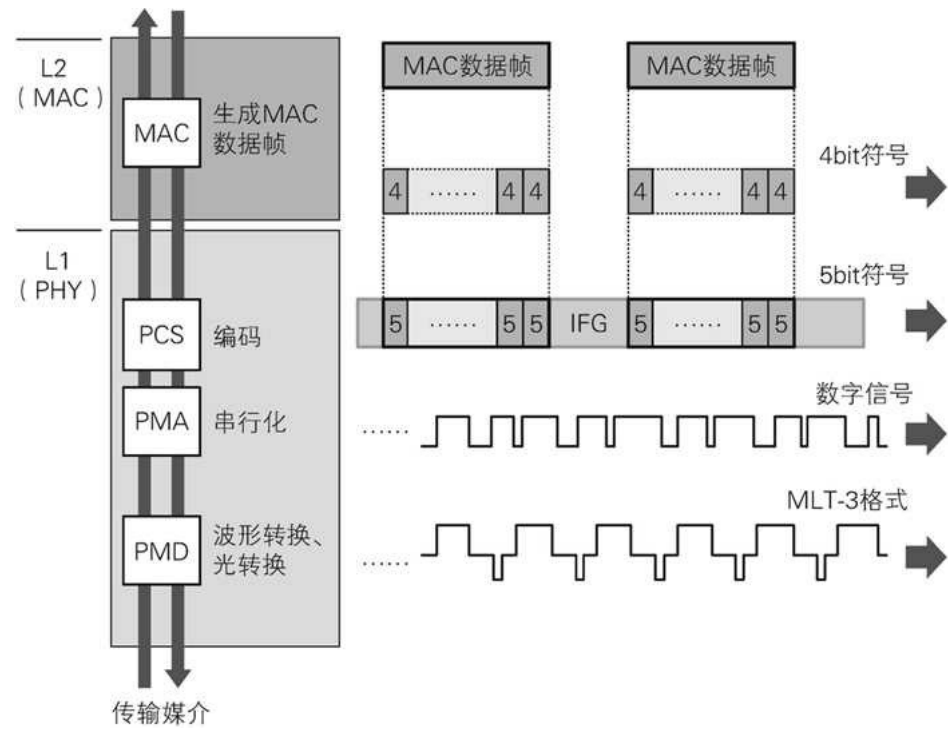 L2
（MAC）
MAC
生成MAC
数据帧
MAC数据帧
MAC数据帧
4 …… 4 4
4 …… 4 4
4bit符号
L1
（PHY）
PCS
编码
5 …… 5 5 IFG 5 …… 5 5
5bit符号
PMA
串行化
……
数字信号
PMD
波形转换、
光转换
……
MLT-3格式
传输媒介